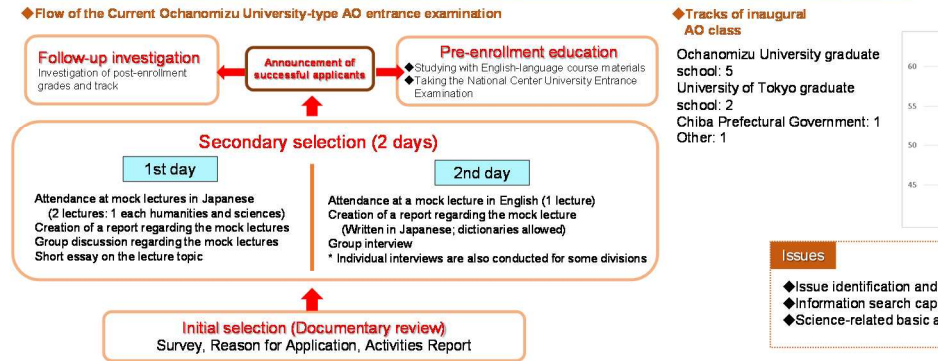 ◆Flow of the Current Ochanomizu University-type AO entrance examination
Follow-up investigation
Investigation of post-enrollment
grades and track
Announcement of
successful applicants
Pre-enrollment education
◆Studying with English-language course materials
◆Taking the National Center University Entrance
Examination
Secondary selection (2 days)
1st day
Attendance at mock lectures in Japanese
(2 lectures: 1 each humanities and sciences)
Creation of a report regarding the mock lectures
Group discussion regarding the mock lectures
Short essay on the lecture topic
2nd day
Attendance at a mock lecture in English (1 lecture)
Creation of a report regarding the mock lecture
(Written in Japanese; dictionaries allowed)
Group interview
* Individual interviews are also conducted for some divisions
Initial selection (Documentary review)
Survey, Reason for Application, Activities Report
◆Tracks of inaugural
AO class
Ochanomizu University graduate
school: 5
University of Tokyo graduate
school: 2
Chiba Prefectural Government: 1
Other: 1
60
55
50
45
Issues
◆Issue identification and
◆Information search cap
◆Science-related basic a